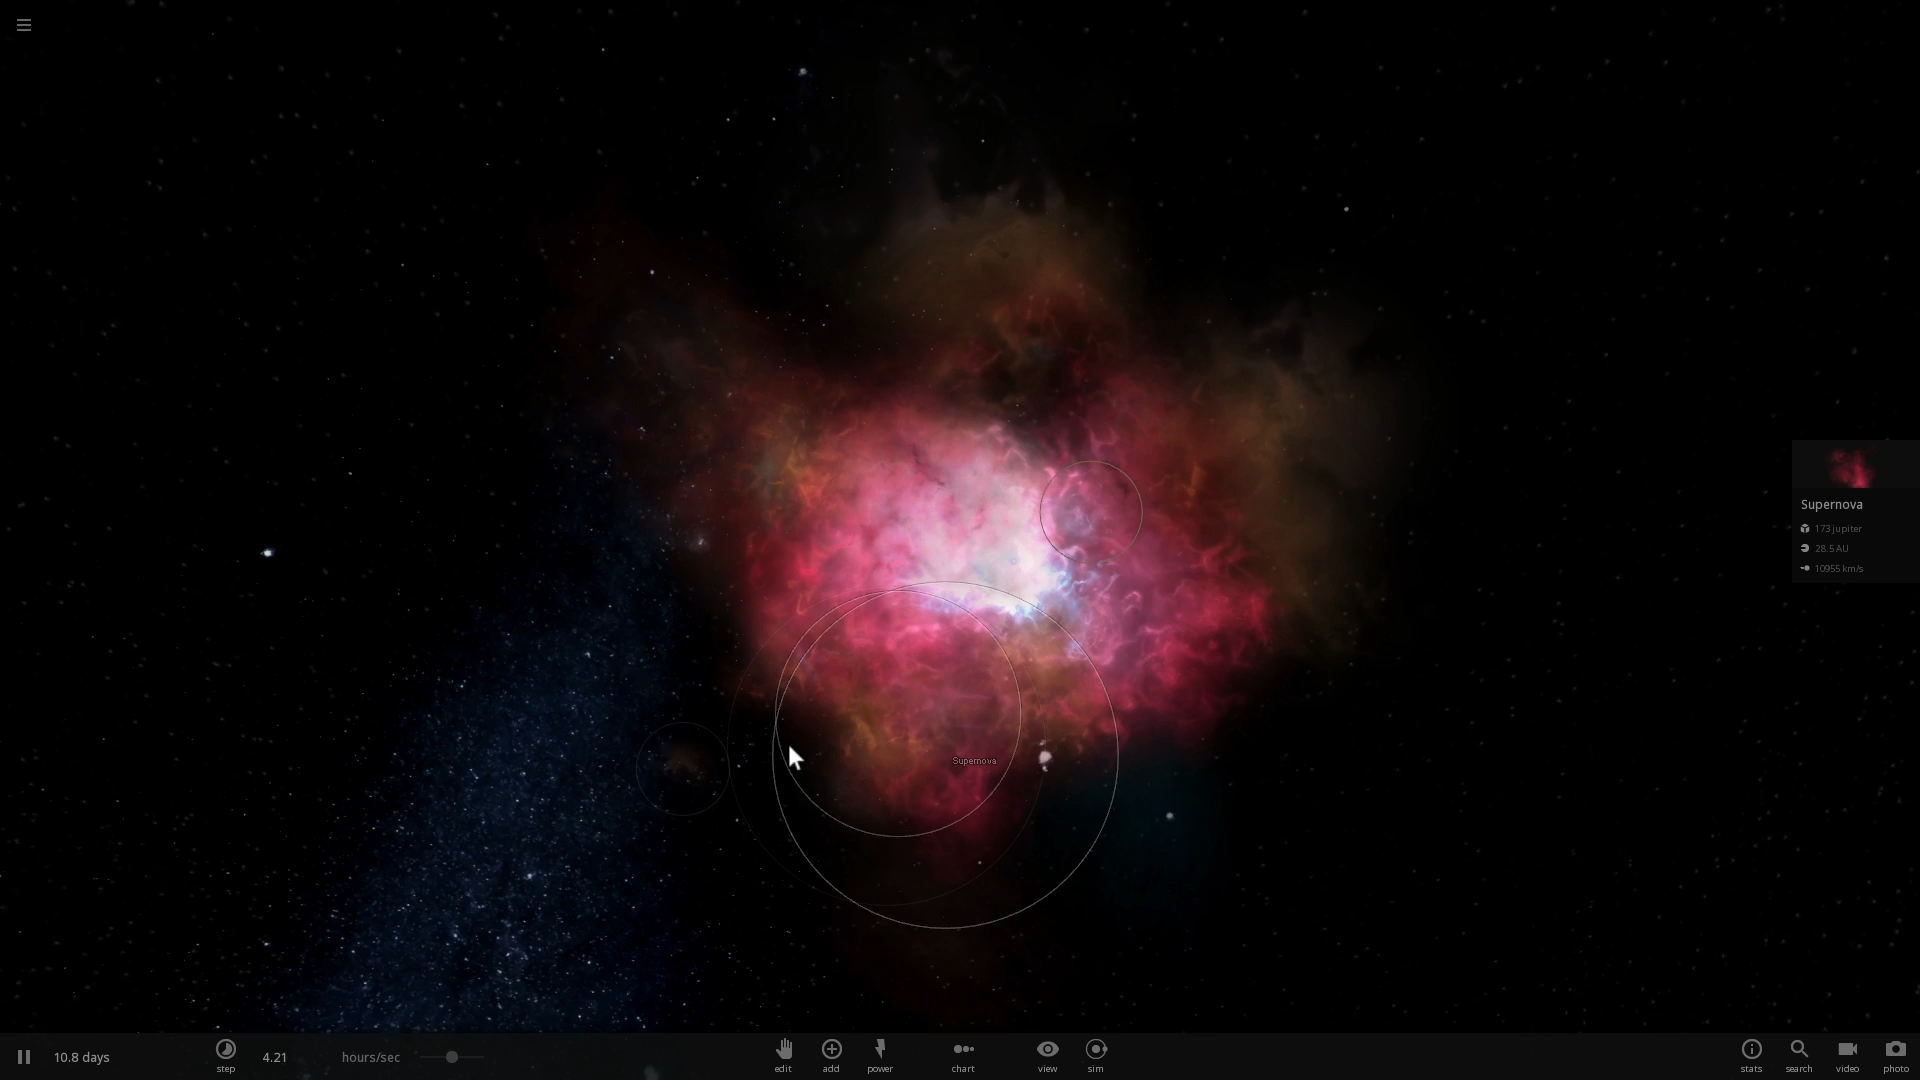 Supernova
173 jupiter
28.5 AU
10955 km/s
Supernova
10.8 days
step
4.21
hours/sec
edit
add
power
chart
view
sim
stats
search
video
photo